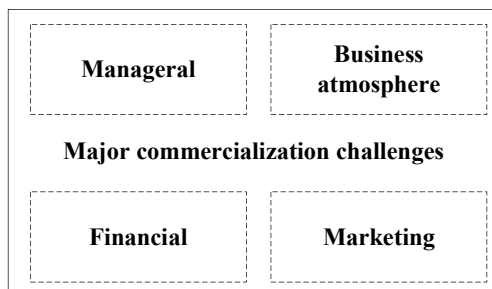 Manageral
Business
atmosphere
Major commercialization challenges
Financial
Marketing